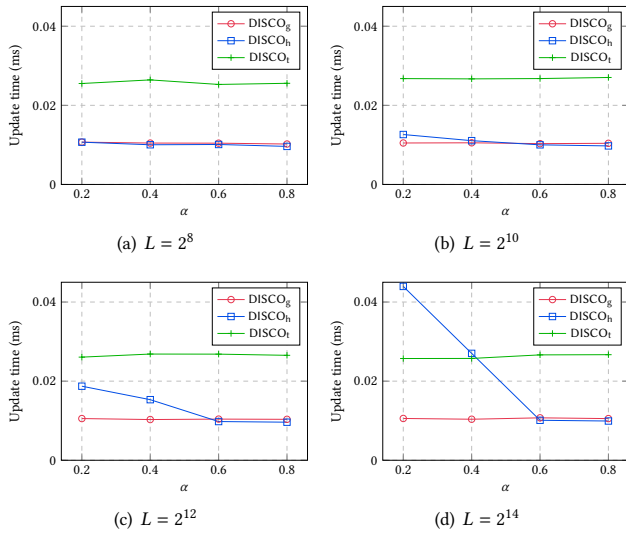 0.04
0.02
0
Update time (ms)
DISCOg
DISCOh
DISCOt
0.2 0.4 0.6 0.8
α
(a) L = 2^8
0.04
0.02
0
Update time (ms)
DISCOg
DISCOh
DISCOt
0.2 0.4 0.6 0.8
α
(b) L = 2^10
0.04
0.02
0
Update time (ms)
DISCOg
DISCOh
DISCOt
0.2 0.4 0.6 0.8
α
(c) L = 2^12
0.04
0.02
0
Update time (ms)
DISCOg
DISCOh
DISCOt
0.2 0.4 0.6 0.8
α
(d) L = 2^14